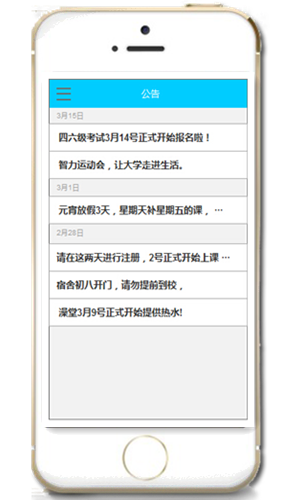 公告
3月15日
四六级考试3月14号正式开始报名啦！
智力运动会，让大学走进生活。
3月1日
元宵放假3天，星期天补星期五的课， …
2月28日
请在这两天进行注册，2号正式开始上课 …
宿舍初八开门，请勿提前到校，
澡堂3月9号正式开始提供热水!